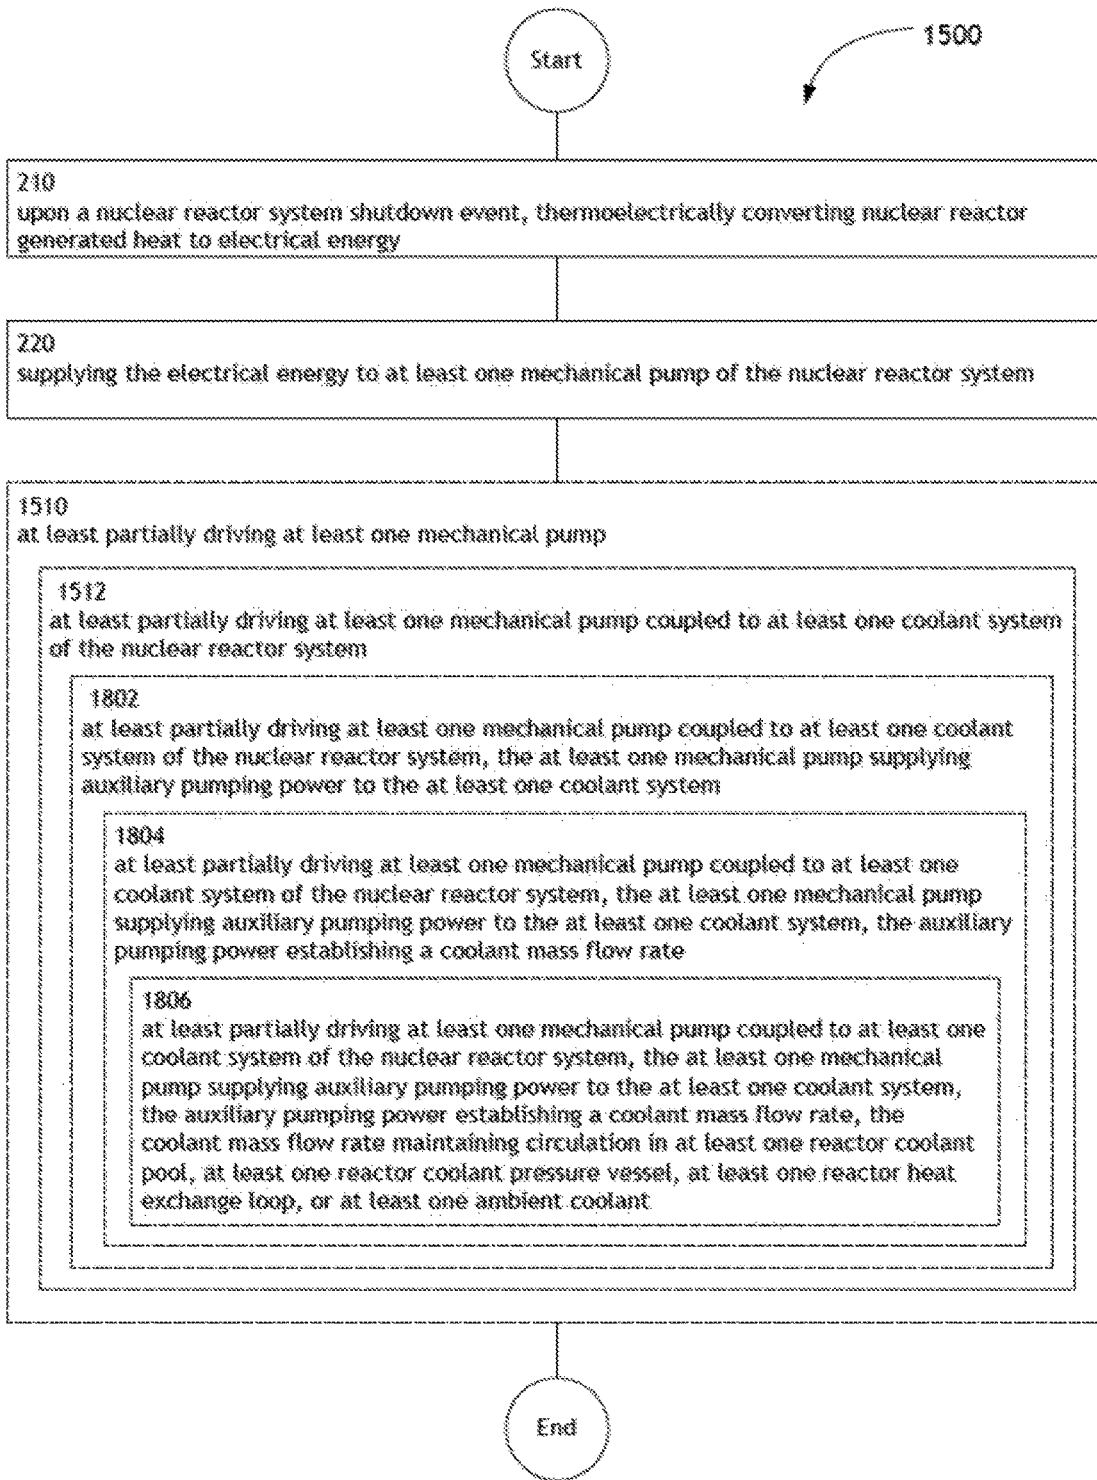 Start
1500
210
upon a nuclear reactor system shutdown event, thermoelectrically converting nuclear reactor
generated heat to electrical energy
220
supplying the electrical energy to at least one mechanical pump of the nuclear reactor system
1510
at least partially driving at least one mechanical pump
1512
at least partially driving at least one mechanical pump coupled to at least one coolant system
of the nuclear reactor system
1802
at least partially driving at least one mechanical pump coupled to at least one coolant
system of the nuclear reactor system, the at least one mechanical pump supplying
auxiliary pumping power to the at least one coolant system
1804
at least partially driving at least one mechanical pump coupled to at least one
coolant system of the nuclear reactor system, the at least one mechanical pump
supplying auxiliary pumping power to the at least one coolant system, the auxiliary
pumping power establishing a coolant mass flow rate
1806
at least partially driving at least one mechanical pump coupled to at least one
coolant system of the nuclear reactor system, the at least one mechanical
pump supplying auxiliary pumping power to the at least one coolant system,
the auxiliary pumping power establishing a coolant mass flow rate, the
coolant mass flow rate maintaining circulation in at least one reactor coolant
pool, at least one reactor coolant pressure vessel, at least one reactor heat
exchange loop, or at least one ambient coolant
End